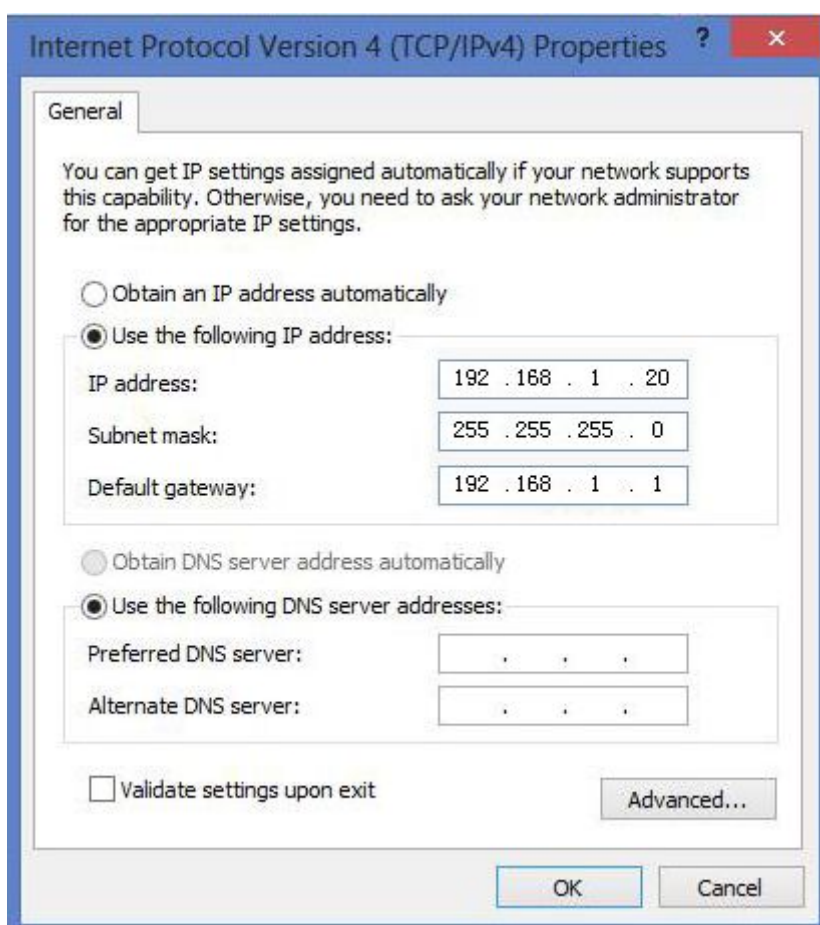 Internet Protocol Version 4 (TCP/IPv4) Properties ?
General
You can get IP settings assigned automatically if your network supports
this capability. Otherwise, you need to ask your network administrator
for the appropriate IP settings.
Obtain an IP address automatically
Use the following IP address:
IP address: 192 . 168 . 1 . 20
Subnet mask: 255 . 255 . 255 . 0
Default gateway: 192 . 168 . 1 . 1
Obtain DNS server address automatically
Use the following DNS server addresses:
Preferred DNS server: . . .
Alternate DNS server: . . .
Validate settings upon exit
Advanced...
OK Cancel